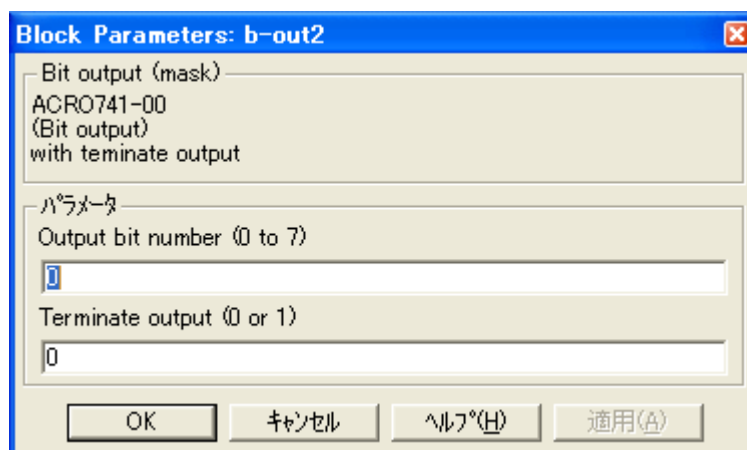 Block Parameters: b-out2
Bit output (mask)
ACRO741-00
(Bit output)
with teminate output
パラメータ
Output bit number (0 to 7)
0
Terminate output (0 or 1)
0
OK
キャンセル
ヘルプ(H)
適用(A)